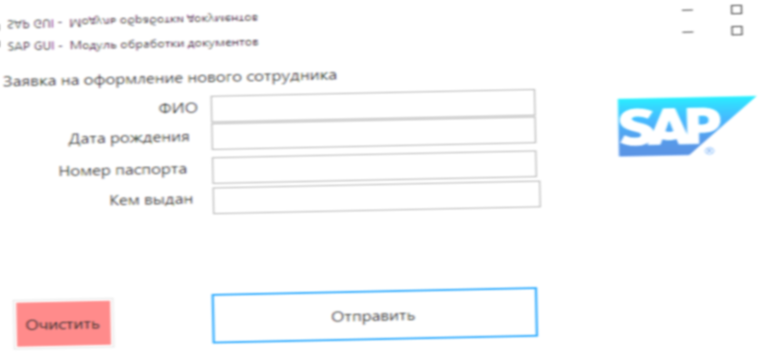 SAP GUI - Модуль обработки документов
SAP GUI - Модуль обработки документов
Заявка на оформление нового сотрудника
ФИО
Дата рождения
Номер паспорта
Кем выдан
SAP
®
Очистить
Отправить